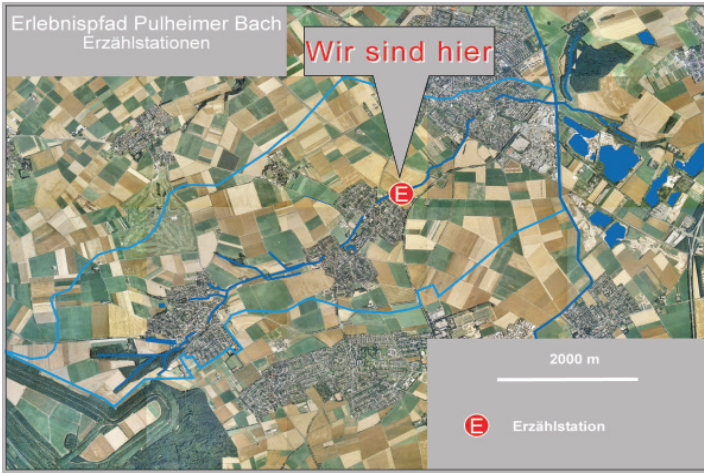 Erlebnispfad Pulheimer Bach
Erzählstationen
Wir sind hier
E
2000 m
E
Erzählstation